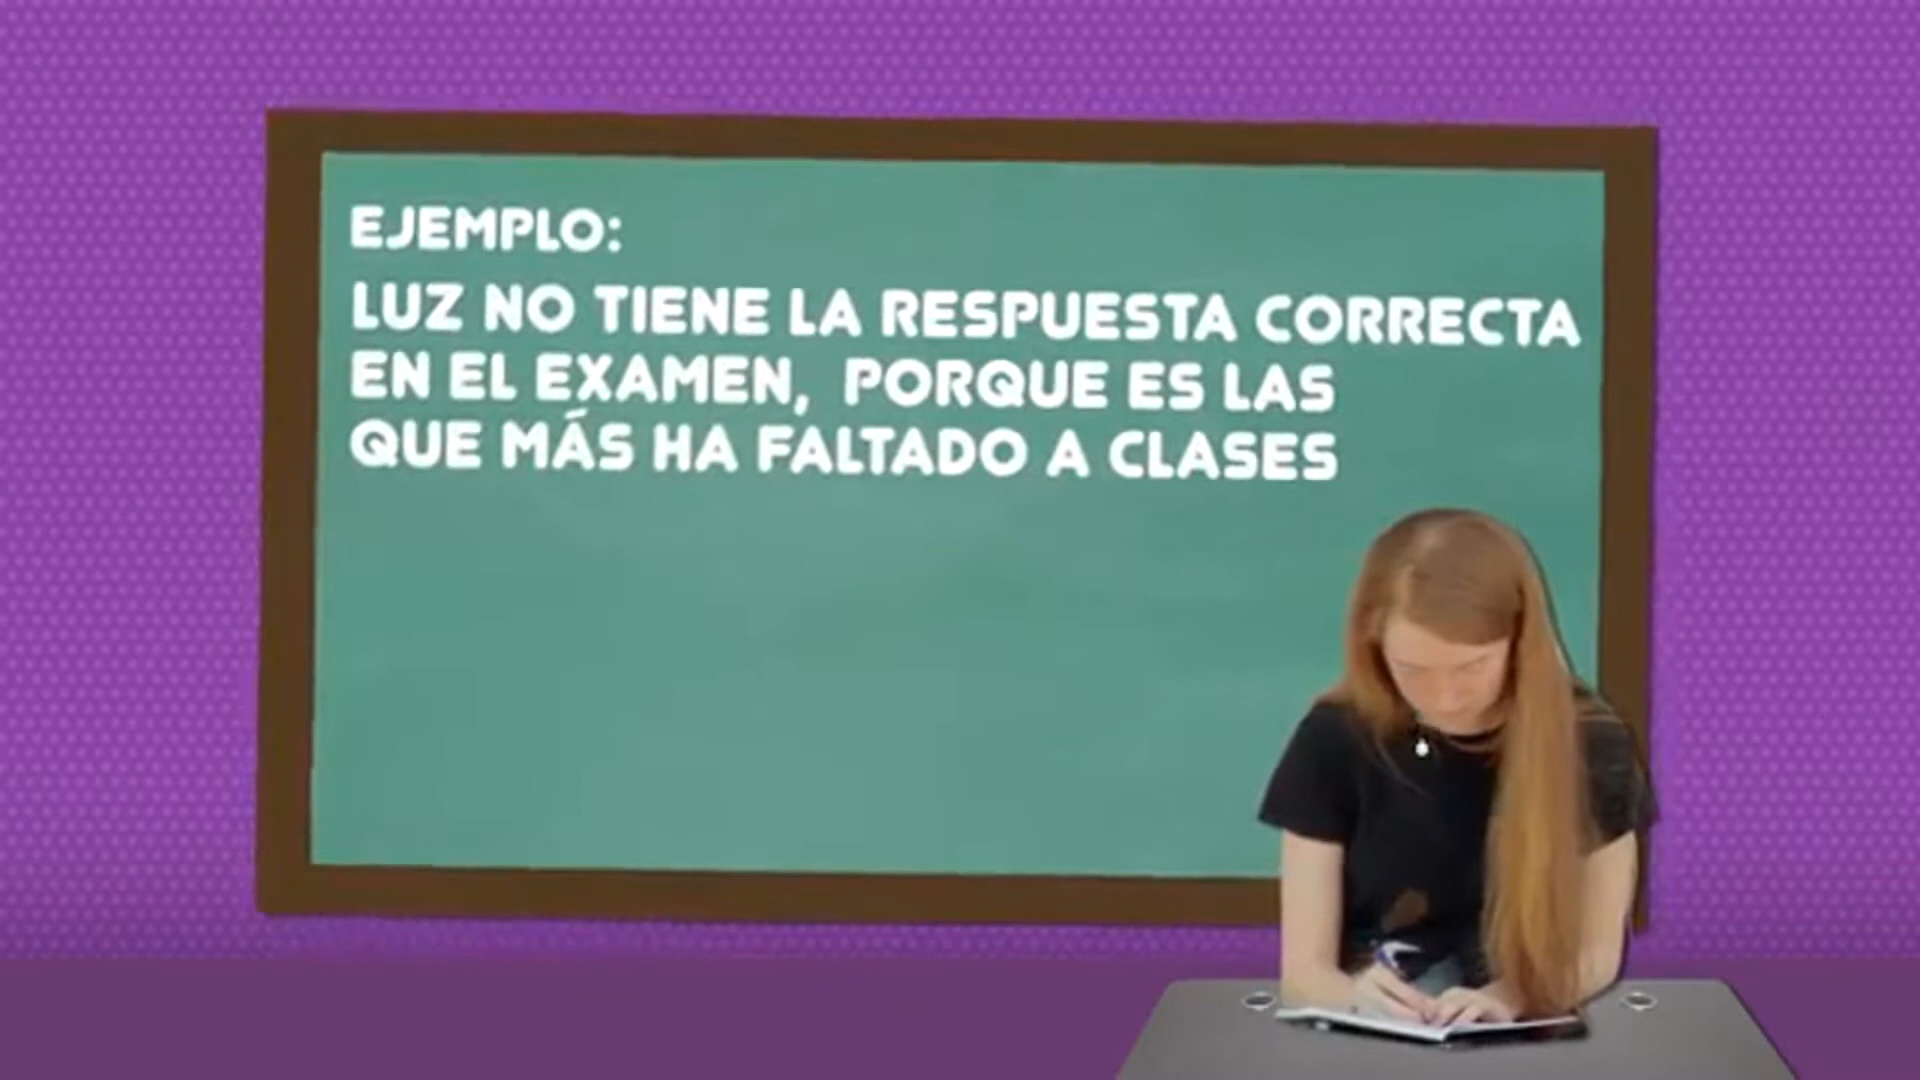 EJEMPLO:
LUZ NO TIENE LA RESPUESTA CORRECTA
EN EL EXAMEN, PORQUE ES LAS
QUE MÁS HA FALTADO A CLASES